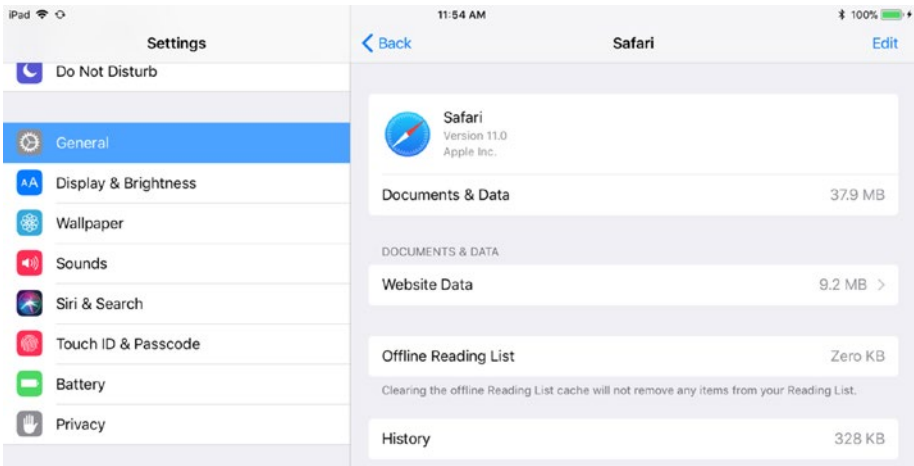 iPad 11:54 AM 100%
Settings
Do Not Disturb
General
AA Display & Brightness
Wallpaper
Sounds
Siri & Search
Touch ID & Passcode
Battery
Privacy
Back Safari Edit
Safari
Version 11.0
Apple Inc.
Documents & Data 37.9 MB
DOCUMENTS & DATA
Website Data 9.2 MB
Offline Reading List Zero KB
Clearing the offline Reading List cache will not remove any items from your Reading List.
History 328 KB